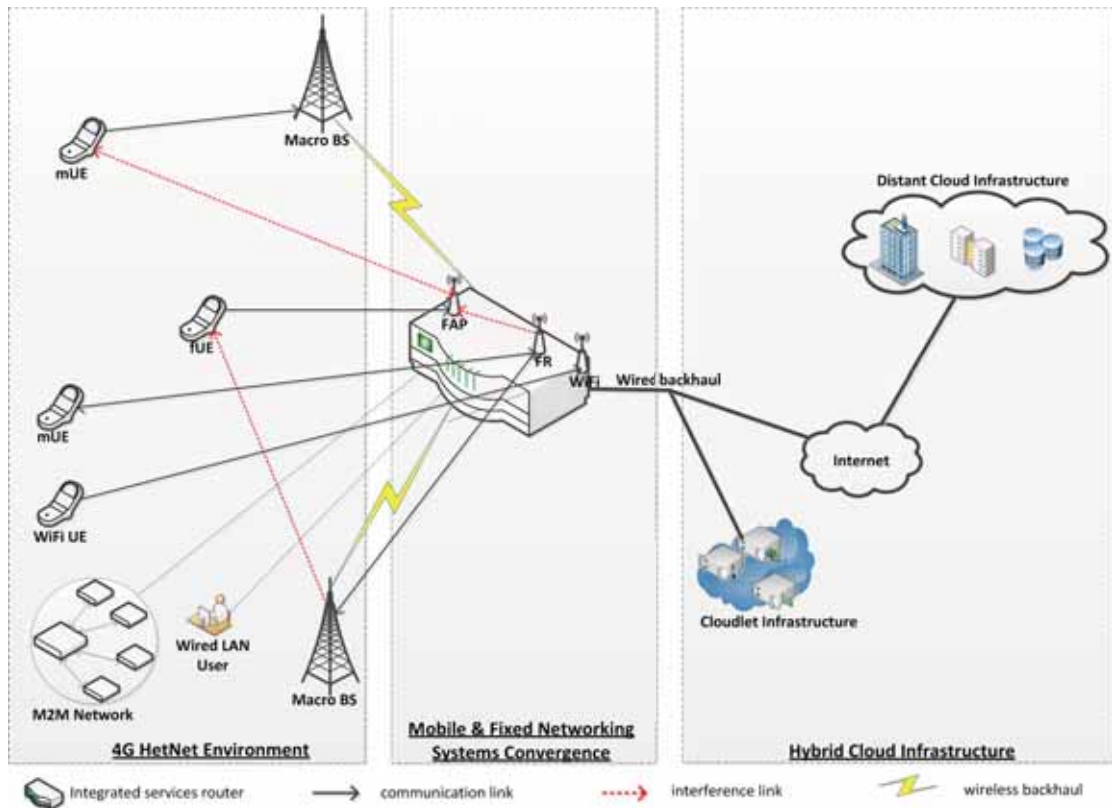 Macro BS
mUE
Distant Cloud Infrastructure
FAP
fUE
FR
WiFi
Wired backhaul
mUE
Internet
WiFi UE
Cloudlet Infrastructure
Wired LAN
User
Macro BS
M2M Network
4G HetNet Environment
Mobile & Fixed Networking
Systems Convergence
Hybrid Cloud Infrastructure
Integrated services router
communication link
interference link
wireless backhaul